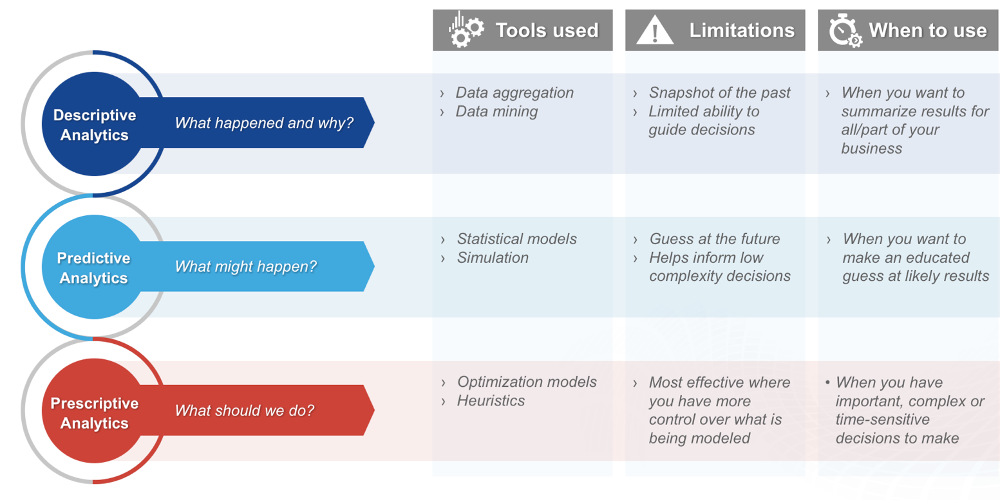 Tools used
Limitations
When to use
Descriptive
Analytics
What happened and why?
› Data aggregation
› Data mining
› Snapshot of the past
› Limited ability to
guide decisions
› When you want to
summarize results for
all/part of your
business
Predictive
Analytics
What might happen?
› Statistical models
› Simulation
› Guess at the future
› Helps inform low
complexity decisions
› When you want to
make an educated
guess at likely results
Prescriptive
Analytics
What should we do?
› Optimization models
› Heuristics
› Most effective where
you have more
control over what is
being modeled
• When you have
important, complex or
time-sensitive
decisions to make